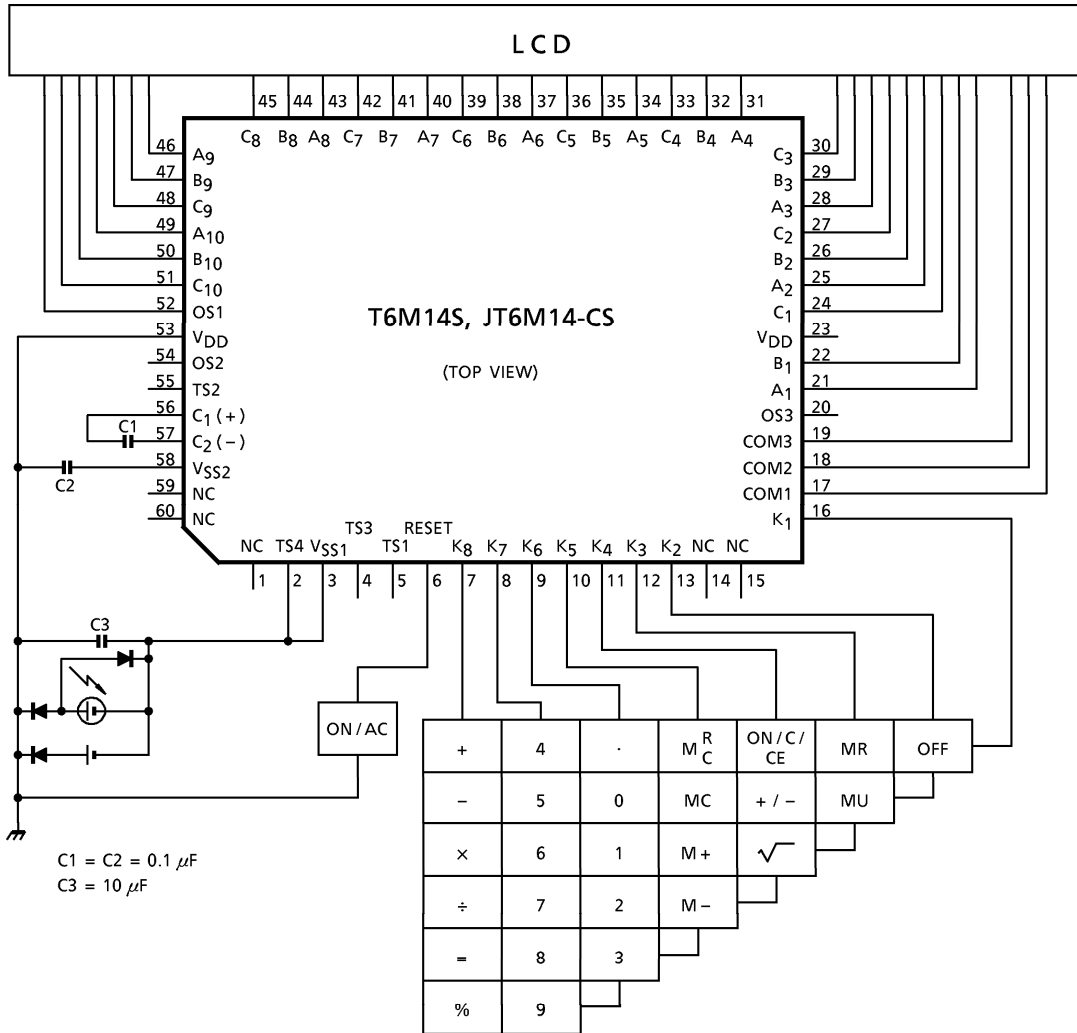 LCD
45 44 43 42 41 40 39 38 37 36 35 34 33 32 31
C8 B8 A8 C7 B7 A7 C6 B6 A6 C5 B5 A5 C4 B4 A4
46 A9
47 B9
48 C9
49 A10
50 B10
51 C10
52 OS1
53 VDD
54 OS2
55 TS2
56 C1 (+)
C1
57 C2 (−)
58 VSS2
C2
59 NC
60 NC
T6M14S, JT6M14-CS
(TOP VIEW)
C3 30
B3 29
A3 28
C2 27
B2 26
A2 25
C1 24
VDD 23
B1 22
A1 21
OS3 20
COM3 19
COM2 18
COM1 17
K1 16
NC TS4 VSS1 TS3 TS1 RESET K8 K7 K6 K5 K4 K3 K2 NC NC
1 2 3 4 5 6 7 8 9 10 11 12 13 14 15
C3
ON / AC
+ 4 · M R C ON / C / CE MR OFF
− 5 0 MC + / − MU
× 6 1 M + √
÷ 7 2 M −
= 8 3
% 9
C1 = C2 = 0.1 μF
C3 = 10 μF